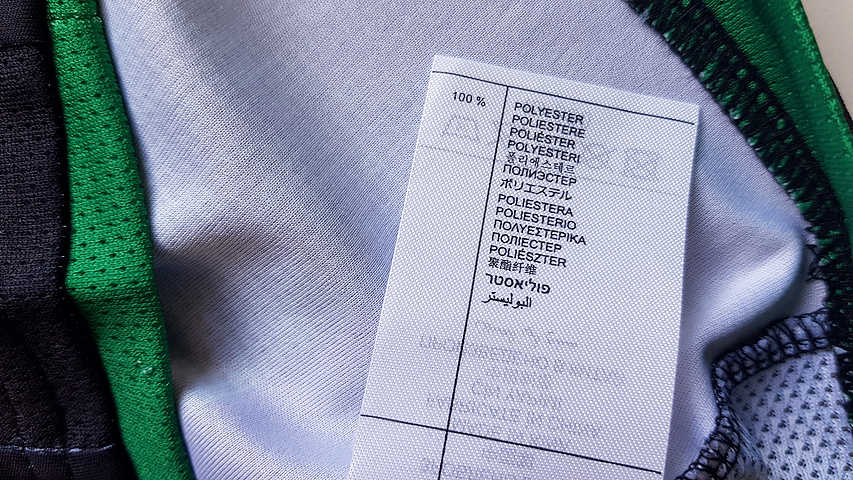 100 %
POLYESTER
POLIESTERE
POLIÉSTER
POLYESTERI
폴리에스테르
ПОЛИЭСТЕР
ポリエステル
POLIESTERA
POLIESTERIO
ΠΟΛΥΕΣΤΕΡΙΚΑ
ПОЛІЕСТЕР
POLIÉSZTER
聚酯纤维
פוליאסטר
البوليستر